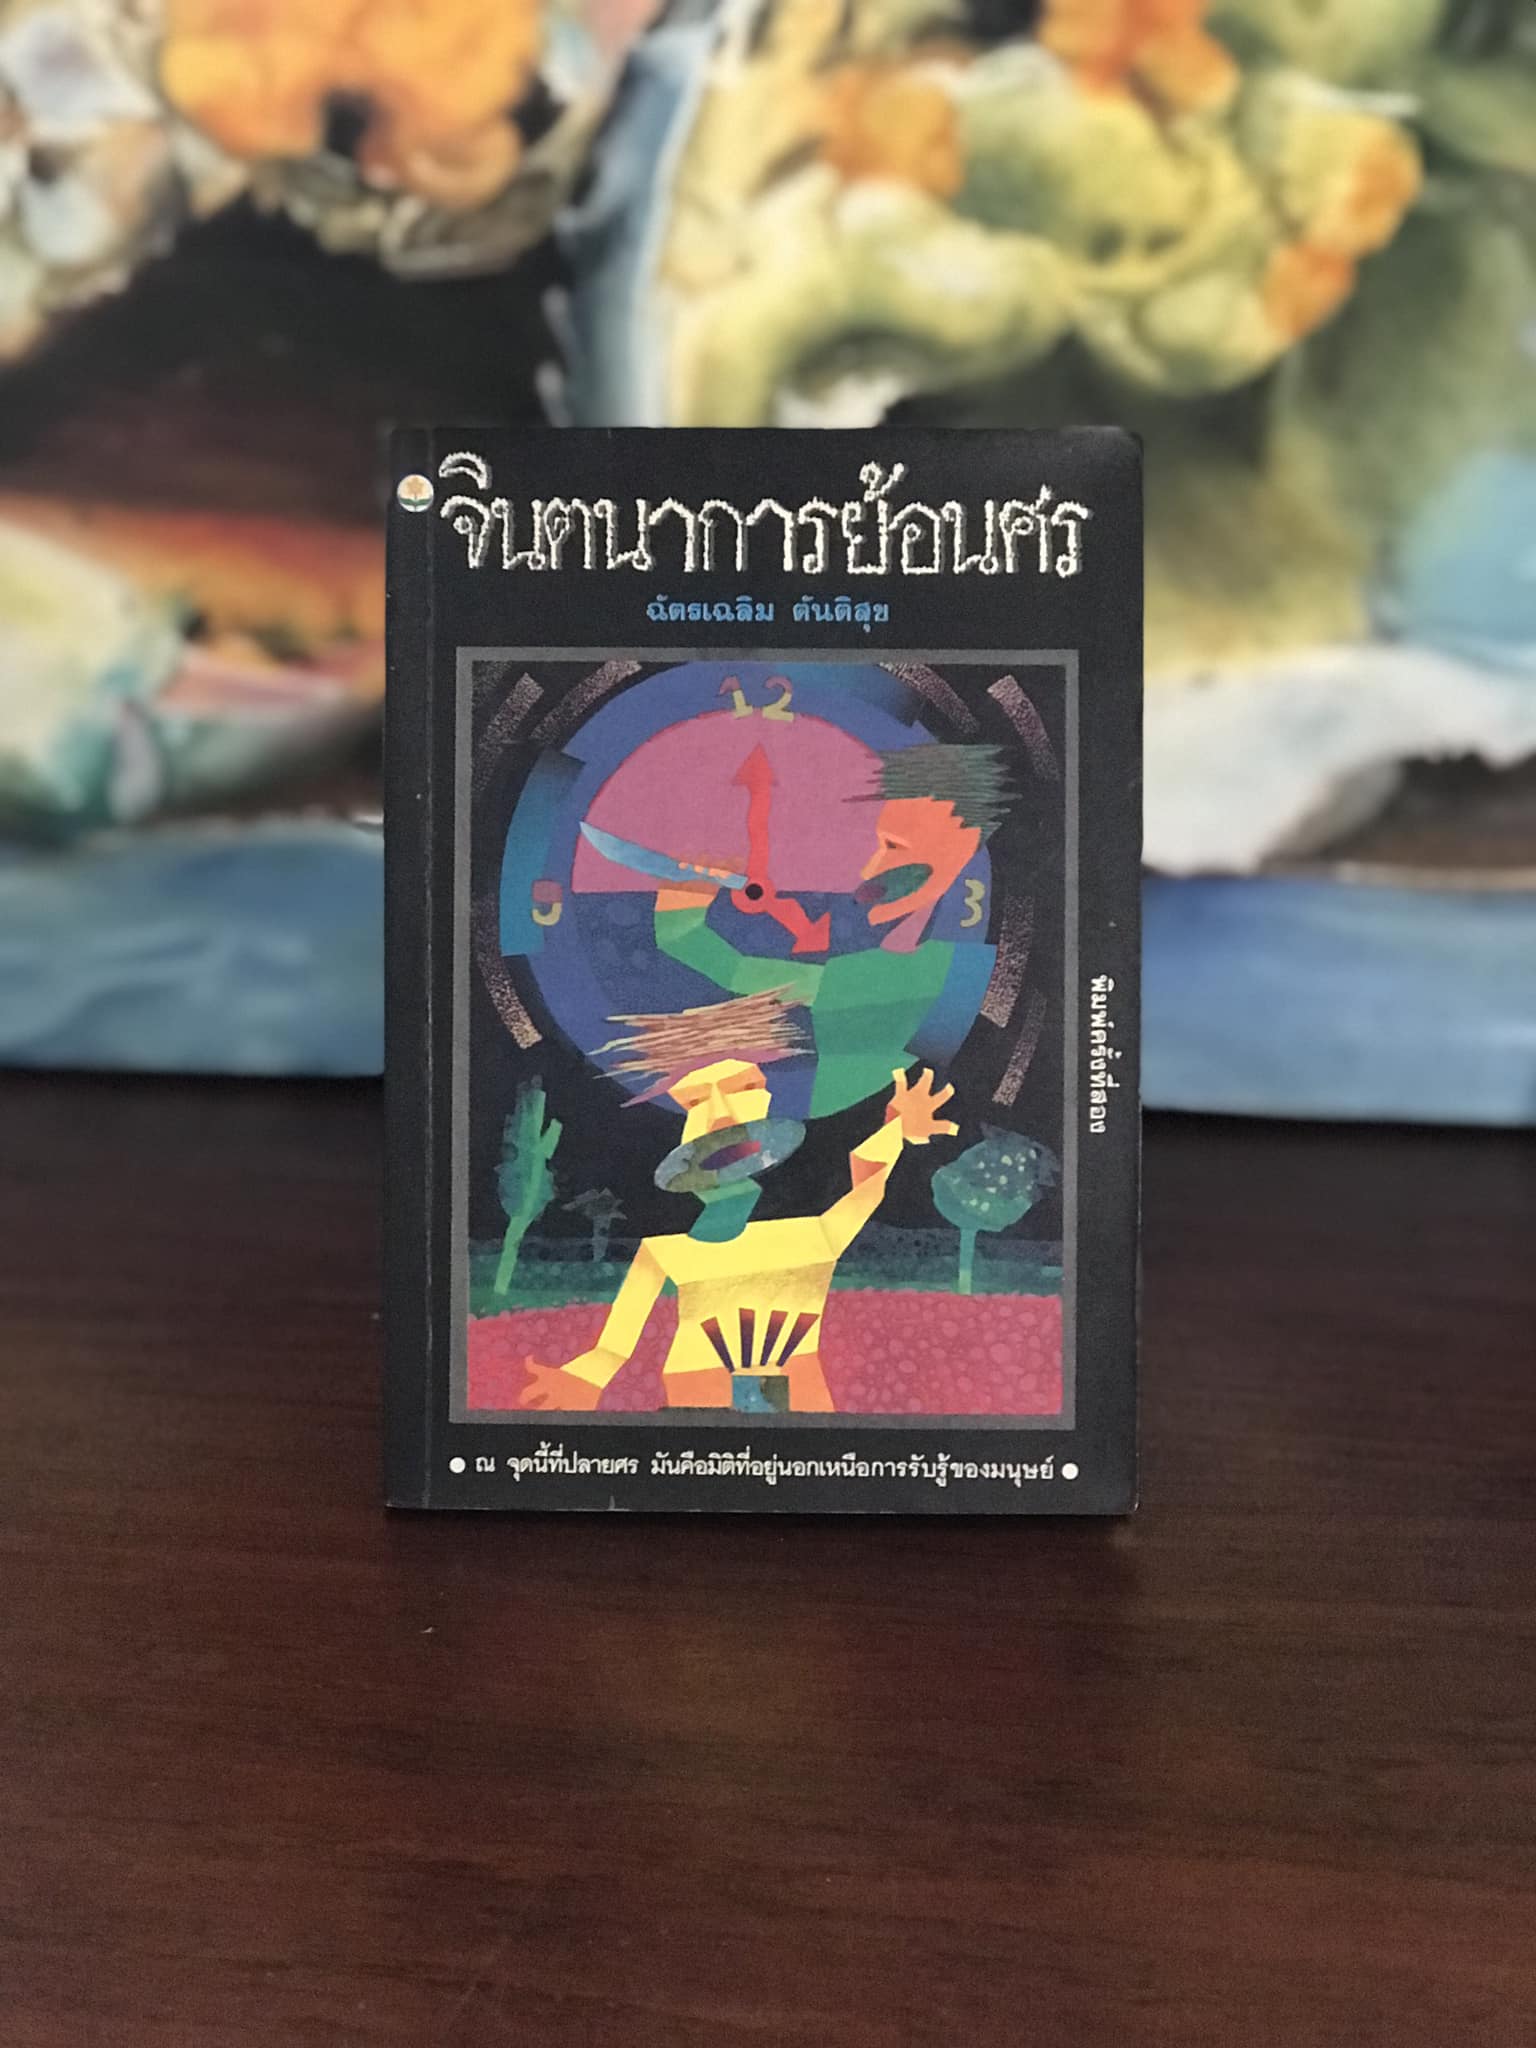 จินตนาการย้อนศร
ฉัตรเฉลิม ตันติสุข
12
3
9
พิมพ์ครั้งที่สอง
● ณ จุดนี้ที่ปลายศร มันคือมิติที่อยู่นอกเหนือการรับรู้ของมนุษย์ ●